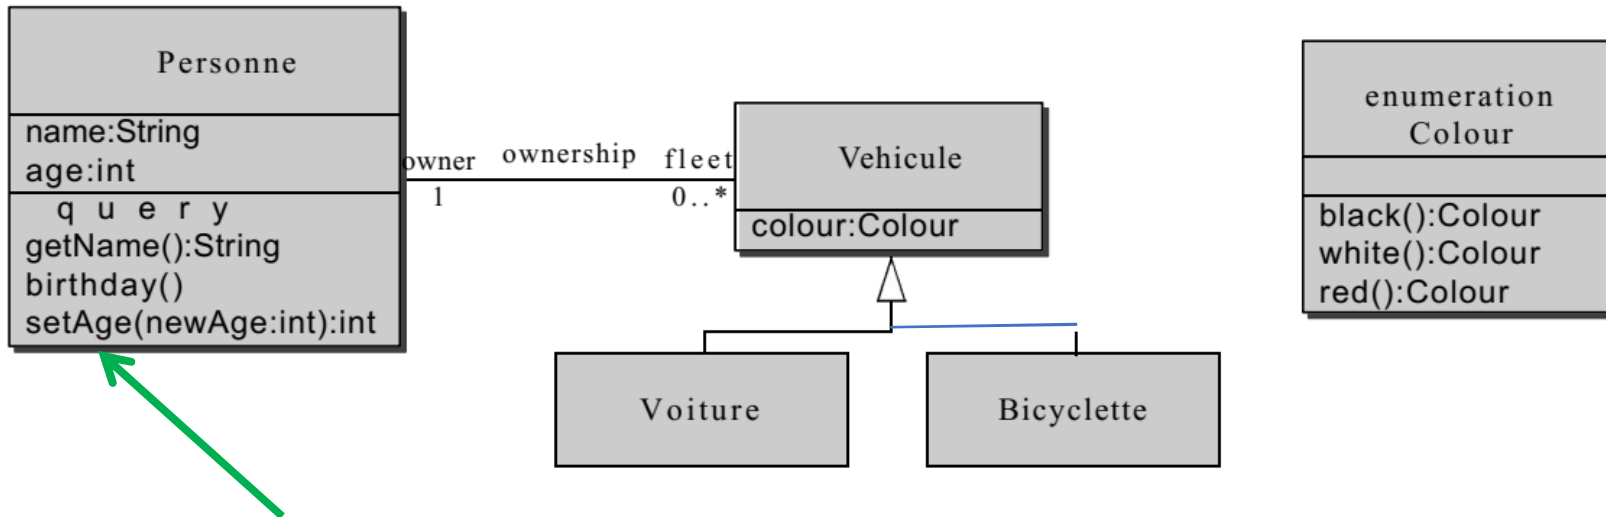 Personne
name:String
age:int
q u e r y
getName():String
birthday()
setAge(newAge:int):int
owner
1
ownership
fleet
0..*
Vehicule
colour:Colour
Voiture
Bicyclette
enumeration
Colour
black():Colour
white():Colour
red():Colour